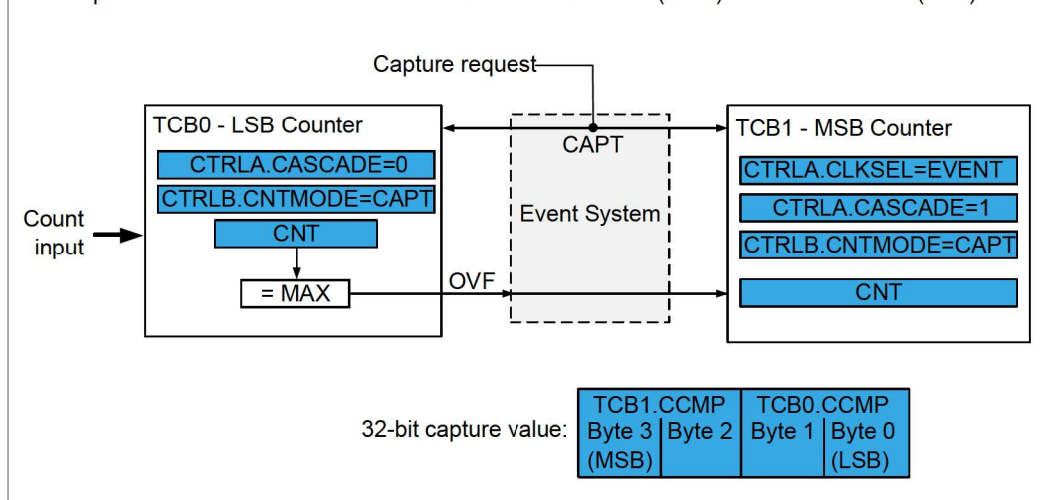 Capture request
TCB0 - LSB Counter
CTRLA.CASCADE=0
CTRLB.CNTMODE=CAPT
CNT
= MAX
Count
input
OVF
CAPT
Event System
TCB1 - MSB Counter
CTRLA.CLKSEL=EVENT
CTRLA.CASCADE=1
CTRLB.CNTMODE=CAPT
CNT
32-bit capture value:
TCB1.CCMP TCB0.CCMP
Byte 3 Byte 2 Byte 1 Byte 0
(MSB) (LSB)